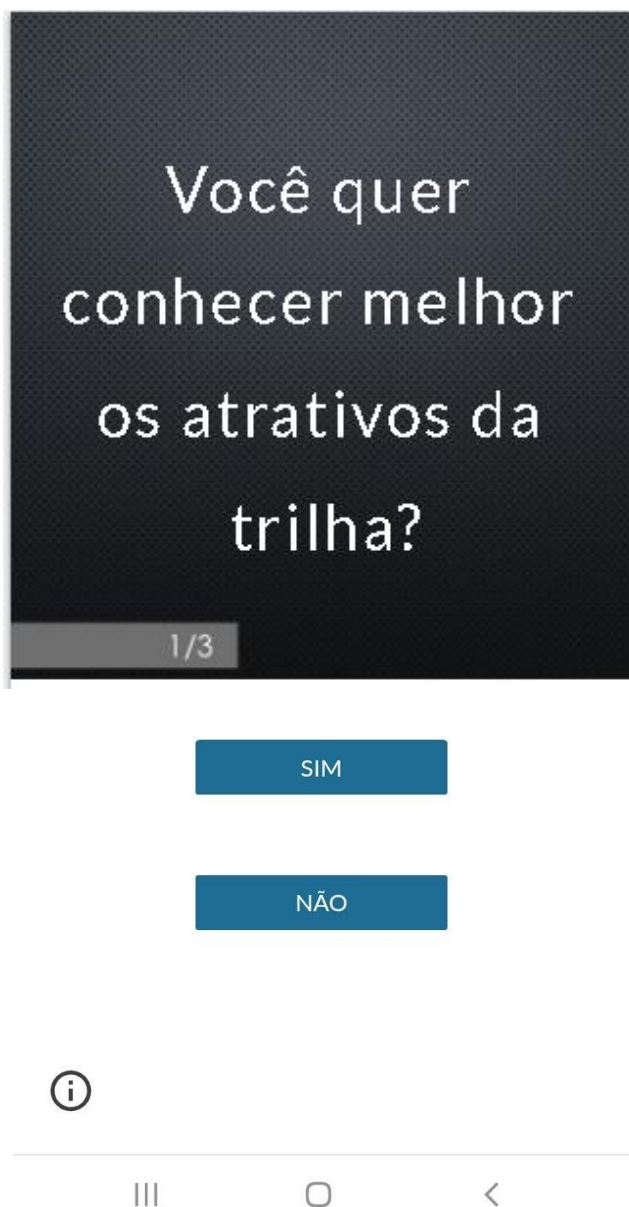 Você quer
conhecer melhor
os atrativos da
trilha?
1/3
SIM
NÃO